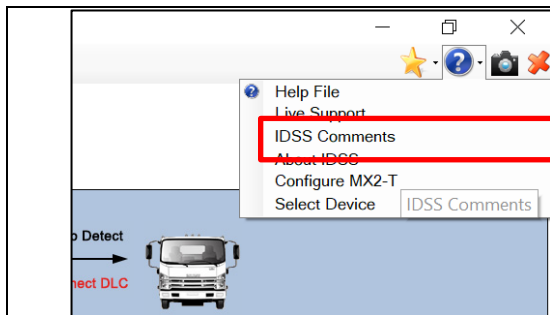 Help File
Live Support
IDSS Comments
About IDSS
Configure MX2-T
Select Device
IDSS Comments
Detect
DLC